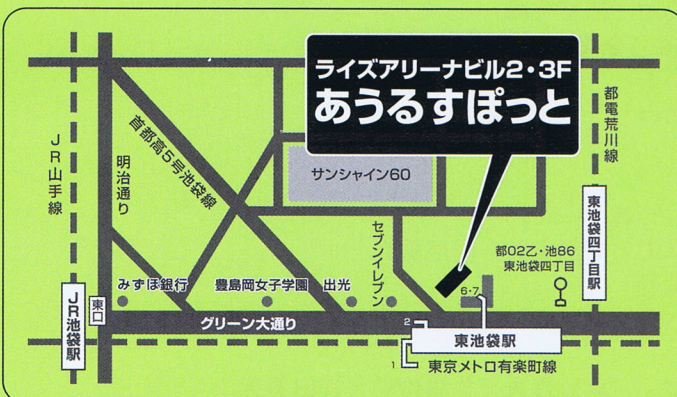 ライズアリーナビル2・3F
あうるすぽっと
都電荒川線
JR山手線
明治通り
首都高5号池袋線
サンシャイン60
セブンイレブン
東池袋四丁目駅
都02乙・池86
東池袋四丁目
みずほ銀行
豊島岡女子学園
出光
6・7
JR池袋駅
東口
グリーン大通り
2
東池袋駅
1
東京メトロ有楽町線